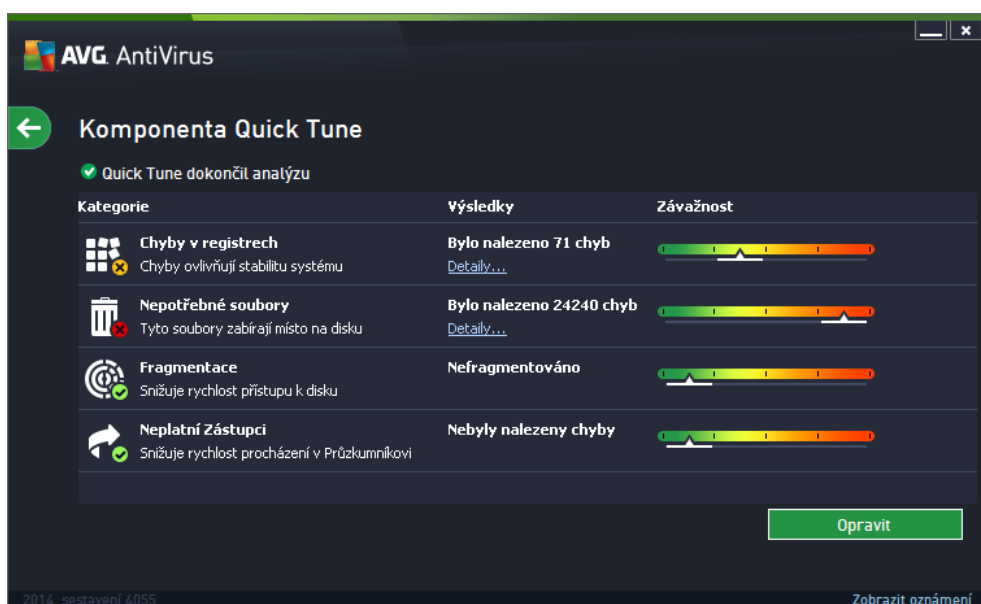 AVG. AntiVirus
Komponenta Quick Tune
Quick Tune dokončil analýzu
Kategorie Výsledky Závažnost
Chyby v registrech Bylo nalezeno 71 chyb
Chyby ovlivňují stabilitu systému Detaily...
Nepotřebné soubory Bylo nalezeno 24240 chyb
Tyto soubory zabírají místo na disku Detaily...
Fragmentace Nefragmentováno
Snižuje rychlost přístupu k disku
Neplatní Zástupci Nebyly nalezeny chyby
Snižuje rychlost procházení v Průzkumníkovi
Opravit
2014 sestavení 4055 Zobrazit oznámení